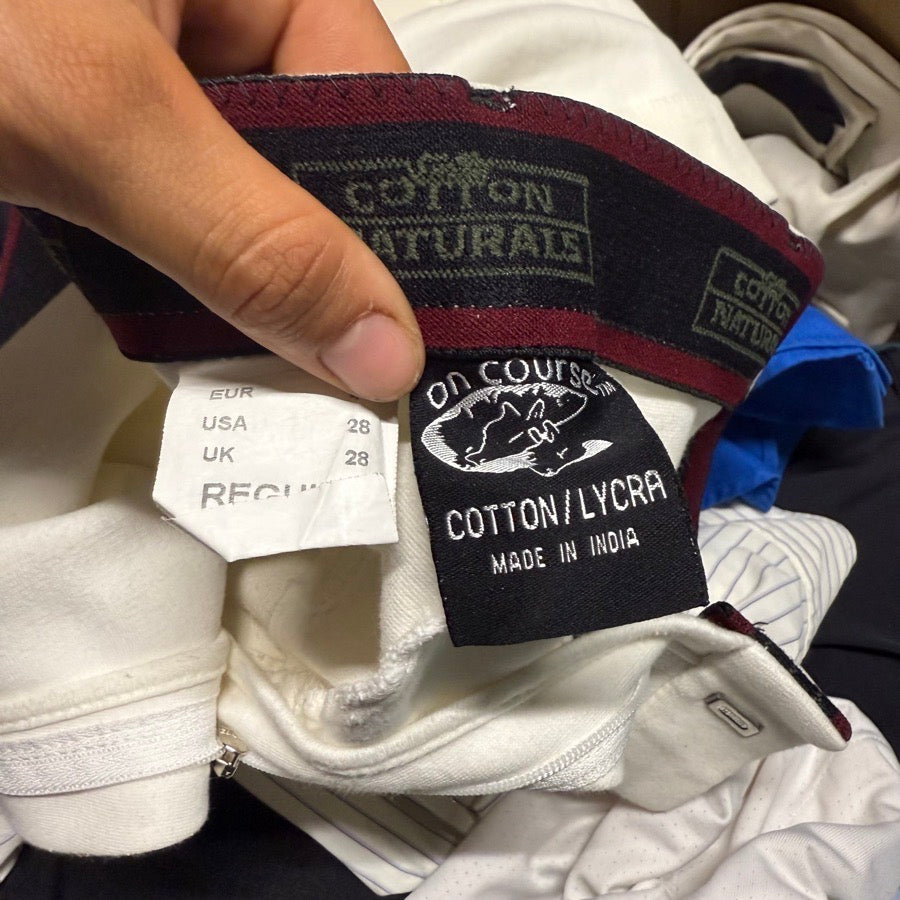 COTTON
NATURALS
COTTON
NATURALS
EUR
USA 28
UK 28
on course
COTTON/LYCRA
MADE IN INDIA